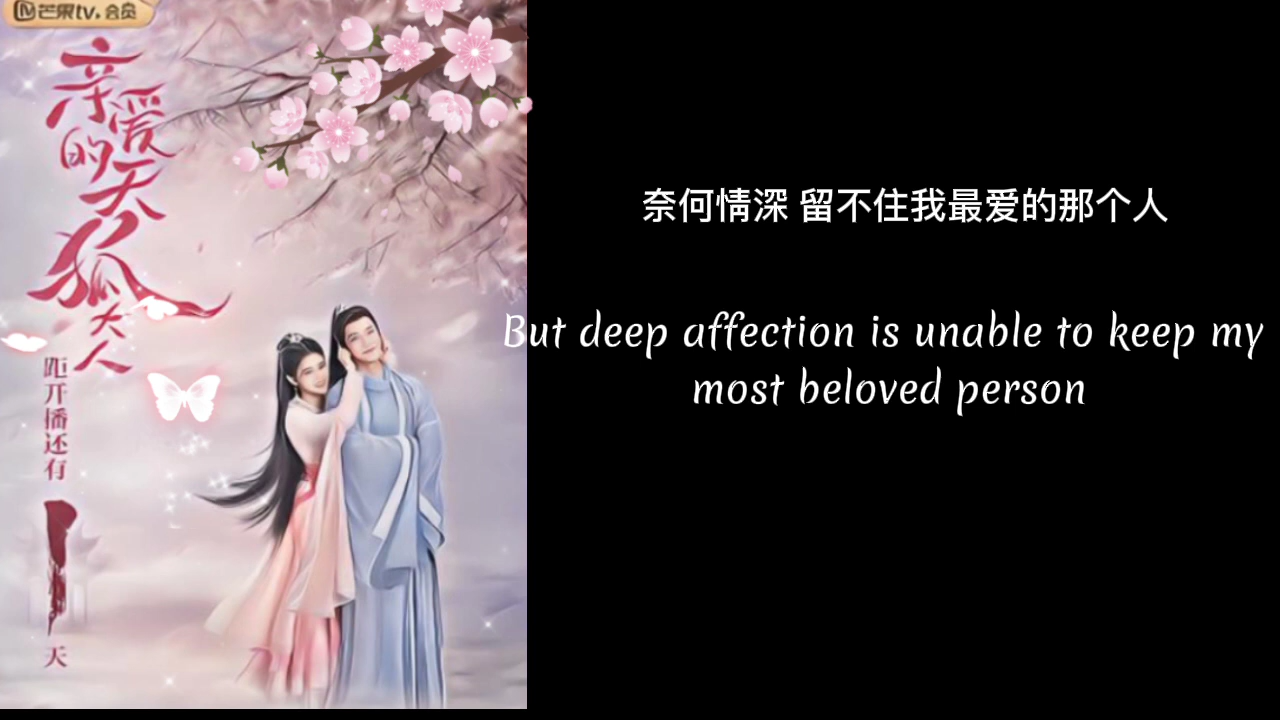 芒果tv.会员
亲爱的天狐大人
距开播还有
1
天
奈何情深 留不住我最爱的那个人
But deep affection is unable to keep my
most beloved person